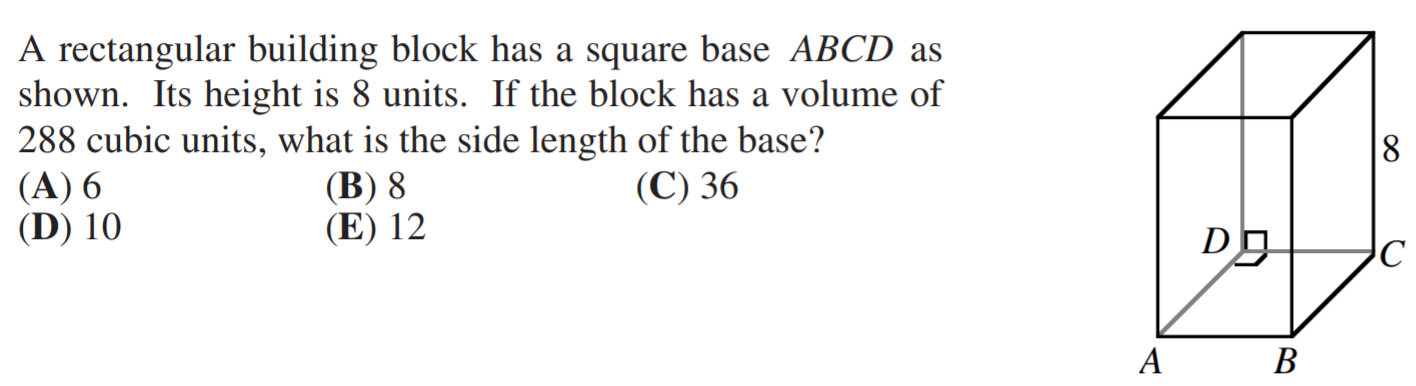 A rectangular building block has a square base ABCD as
shown. Its height is 8 units. If the block has a volume of
288 cubic units, what is the side length of the base?
(A) 6 (B) 8 (C) 36
(D) 10 (E) 12
8
D
C
A
B